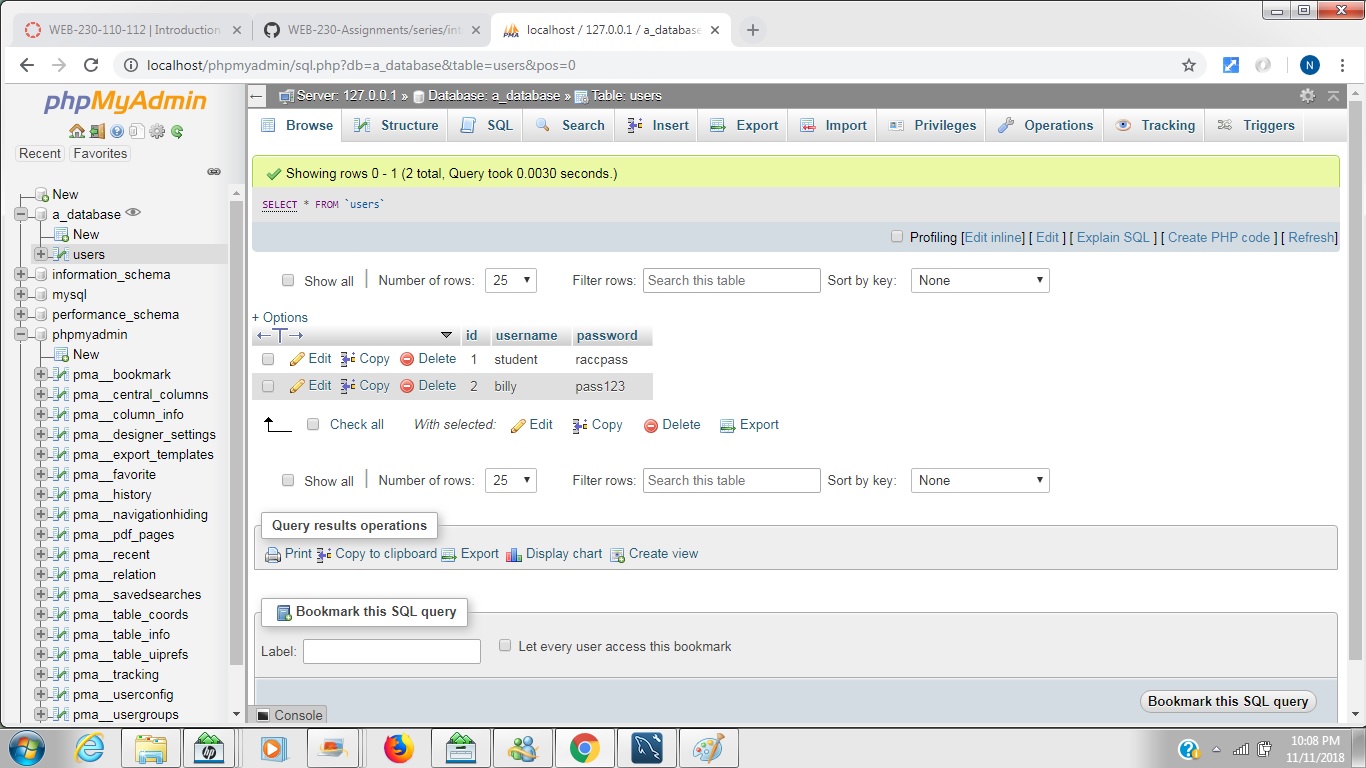 WEB-230-110-112 | Introduction
WEB-230-Assignments/series/int
localhost / 127.0.0.1 / a_database
localhost/phpmyadmin/sql.php?db=a_database&table=users&pos=0
N
phpMyAdmin
Recent Favorites
New
a_database
New
users
information_schema
mysql
performance_schema
phpmyadmin
New
pma__bookmark
pma__central_columns
pma__column_info
pma__designer_settings
pma__export_templates
pma__favorite
pma__history
pma__navigationhiding
pma__pdf_pages
pma__recent
pma__relation
pma__savedsearches
pma__table_coords
pma__table_info
pma__table_uiprefs
pma__tracking
pma__userconfig
pma__usergroups
Server: 127.0.0.1 » Database: a_database » Table: users
Browse Structure SQL Search Insert Export Import Privileges Operations Tracking Triggers
Showing rows 0 - 1 (2 total, Query took 0.0030 seconds.)
SELECT * FROM `users`
Profiling [Edit inline] [ Edit ] [ Explain SQL ] [ Create PHP code ] [ Refresh]
Show all Number of rows: 25 Filter rows: Search this table Sort by key: None
+ Options
←T→ id username password
Edit Copy Delete 1 student raccpass
Edit Copy Delete 2 billy pass123
Check all With selected: Edit Copy Delete Export
Show all Number of rows: 25 Filter rows: Search this table Sort by key: None
Query results operations
Print Copy to clipboard Export Display chart Create view
Bookmark this SQL query
Label: Let every user access this bookmark
Bookmark this SQL query
Console
10:08 PM
11/11/2018